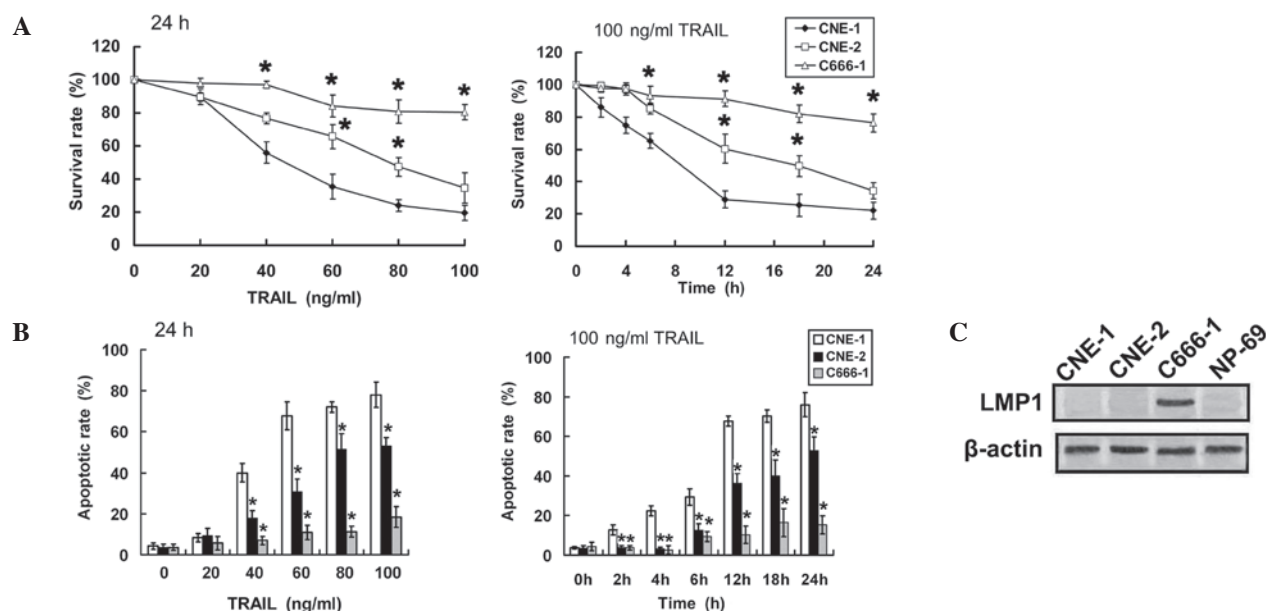 A
24 h
Survival rate (%)
120
100
80
60
40
20
0
* * * *
* *
0 20 40 60 80 100
TRAIL (ng/ml)
100 ng/ml TRAIL
CNE-1
CNE-2
C666-1
Survival rate (%)
120
100
80
60
40
20
0
* * * *
* *
0 4 8 12 16 20 24
Time (h)
B
24 h
Apoptotic rate (%)
100
80
60
40
20
0
* * * *
* * * *
0 20 40 60 80 100
TRAIL (ng/ml)
100 ng/ml TRAIL
CNE-1
CNE-2
C666-1
Apoptotic rate (%)
100
80
60
40
20
0
** ** ** * * * * * *
0h 2h 4h 6h 12h 18h 24h
Time (h)
C
CNE-1 CNE-2 C666-1 NP-69
LMP1
β-actin